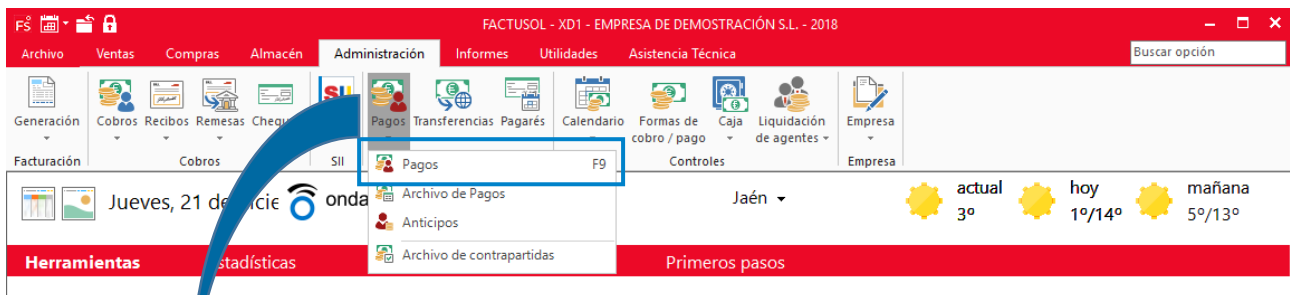 FS
FACTUSOL - XD1 - EMPRESA DE DEMOSTRACIÓN S.L. - 2018
Archivo Ventas Compras Almacén Administración Informes Utilidades Asistencia Técnica Buscar opción
Generación Cobros Recibos Remesas Pagos Transferencias Pagarés Calendario Formas de cobro / pago Caja Liquidación de agentes Empresa
Facturación Cobros SII Controles Empresa
Pagos F9
Archivo de Pagos
Anticipos
Archivo de contrapartidas
Jueves, 21 de onda Jaén actual hoy mañana
3º 1º/14º 5º/13º
Herramientas Primeros pasos